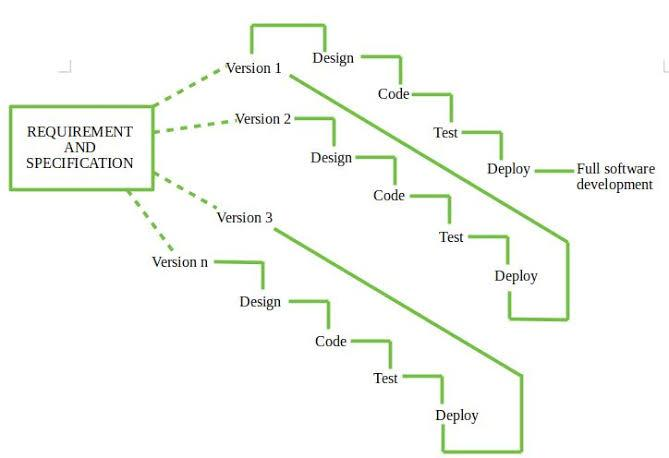 REQUIREMENT
AND
SPECIFICATION
Version 1
Design
Code
Test
Deploy
Full software
development
Version 2
Design
Code
Test
Deploy
Version 3
Version n
Design
Code
Test
Deploy